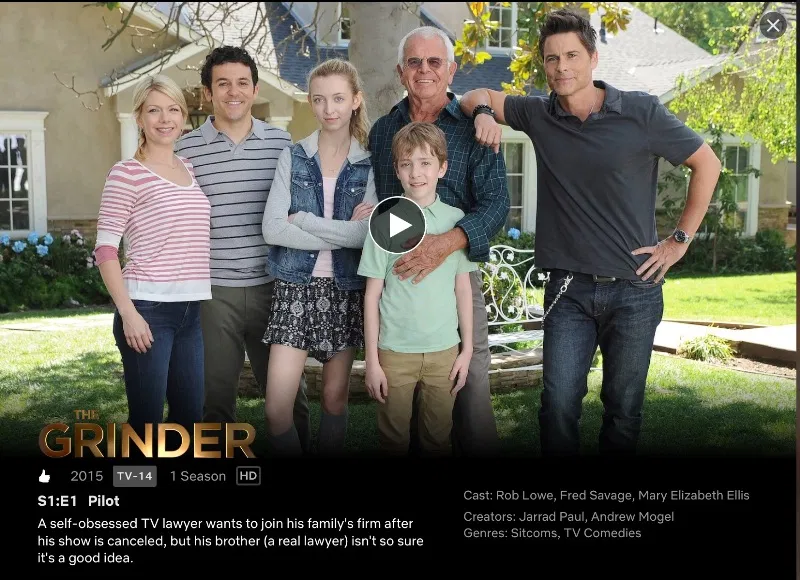 THE
GRINDER
2015 TV-14 1 Season HD
S1:E1 Pilot
A self-obsessed TV lawyer wants to join his family's firm after
his show is canceled, but his brother (a real lawyer) isn't so sure
it's a good idea.
Cast: Rob Lowe, Fred Savage, Mary Elizabeth Ellis
Creators: Jarrad Paul, Andrew Mogel
Genres: Sitcoms, TV Comedies